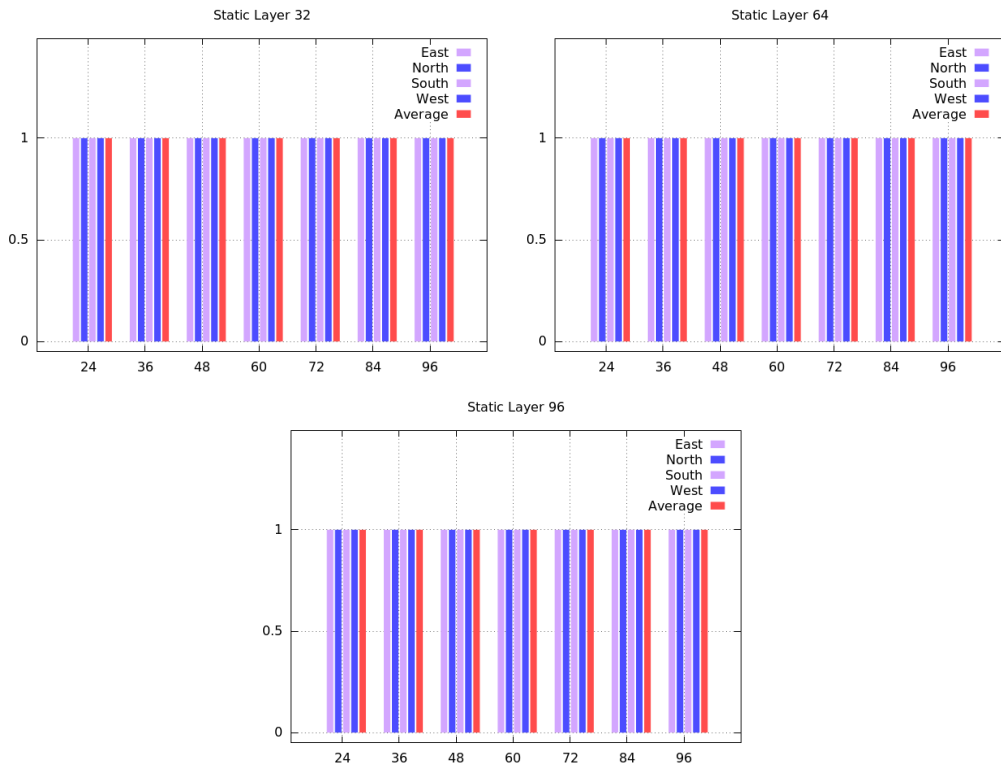 Static Layer 32
East
North
South
West
Average
1
0.5
0
24 36 48 60 72 84 96
Static Layer 64
East
North
South
West
Average
1
0.5
0
24 36 48 60 72 84 96
Static Layer 96
East
North
South
West
Average
1
0.5
0
24 36 48 60 72 84 96